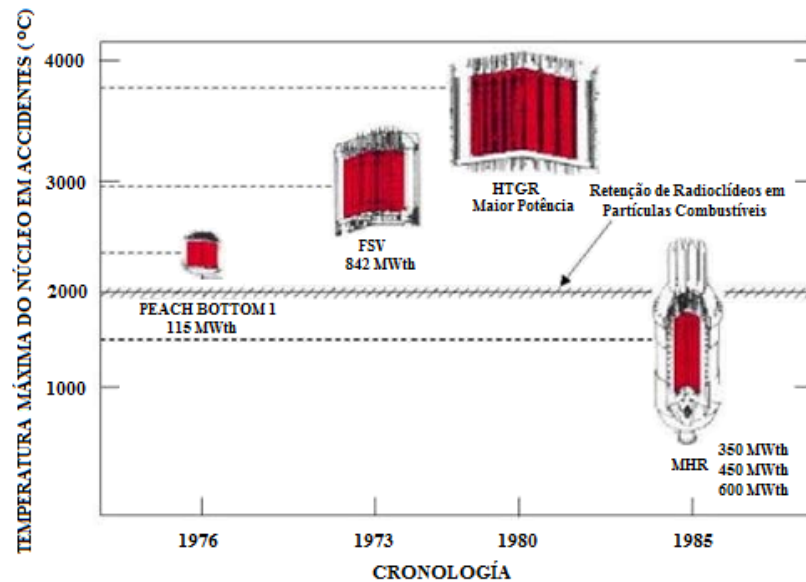 TEMPERATURA MÁXIMA DO NÚCLEO EM ACCIDENTES (°C)
4000
3000
2000
1000
HTGR
Maior Potência
Retenção de Radioclídeos em
Partículas Combustíveis
FSV
842 MWth
PEACH BOTTOM 1
115 MWth
MHR
350 MWth
450 MWth
600 MWth
1976
1973
1980
1985
CRONOLOGÍA